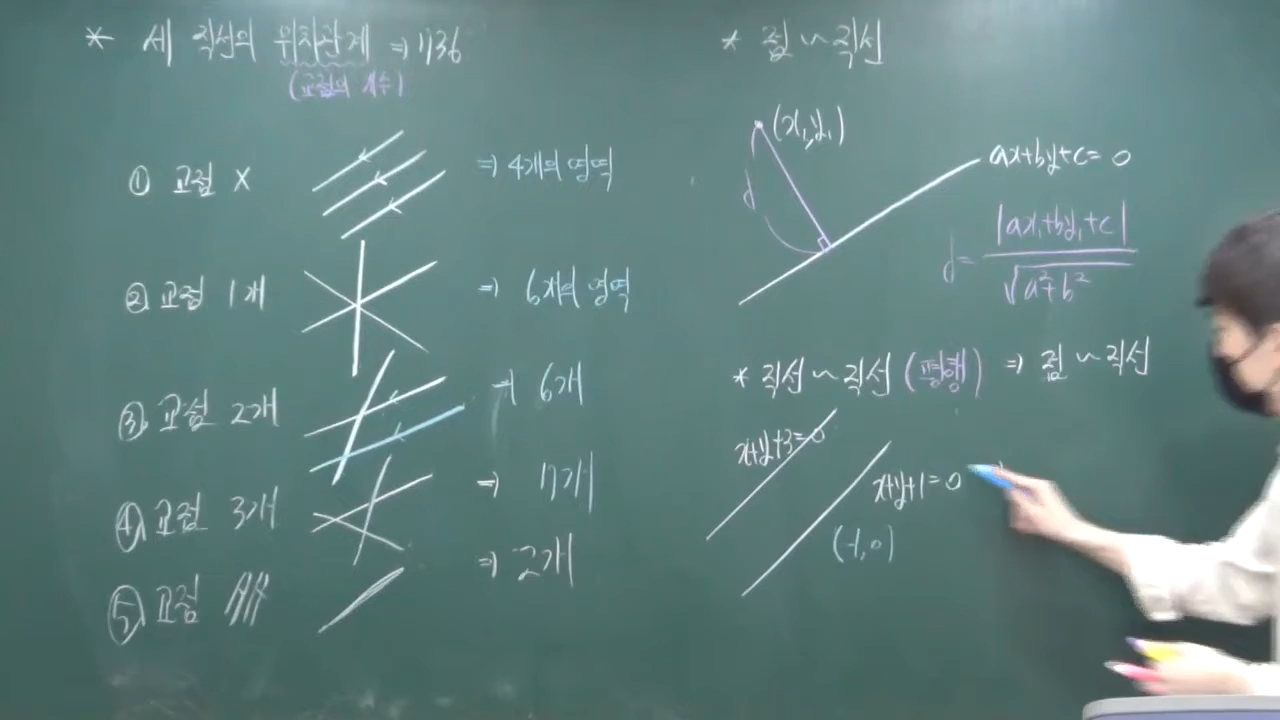 * 세 직선의 위치관계 ⇒ 1736
(교점의 개수)
① 교점 X ⇒ 4개의 영역
② 교점 1개 ⇒ 6개의 영역
③ 교점 2개 ⇒ 6개
④ 교점 3개 ⇒ 7개
⑤ 교점 ⇒ 2개
* 점 ~ 직선
(x₁, y₁)
ax+by+c=0
d
d = |ax₁+by₁+c| / √(a²+b²)
* 직선 ~ 직선 (평행) ⇒ 점 ~ 직선
x+y+3=0
x+y+1=0
(-1, 0)